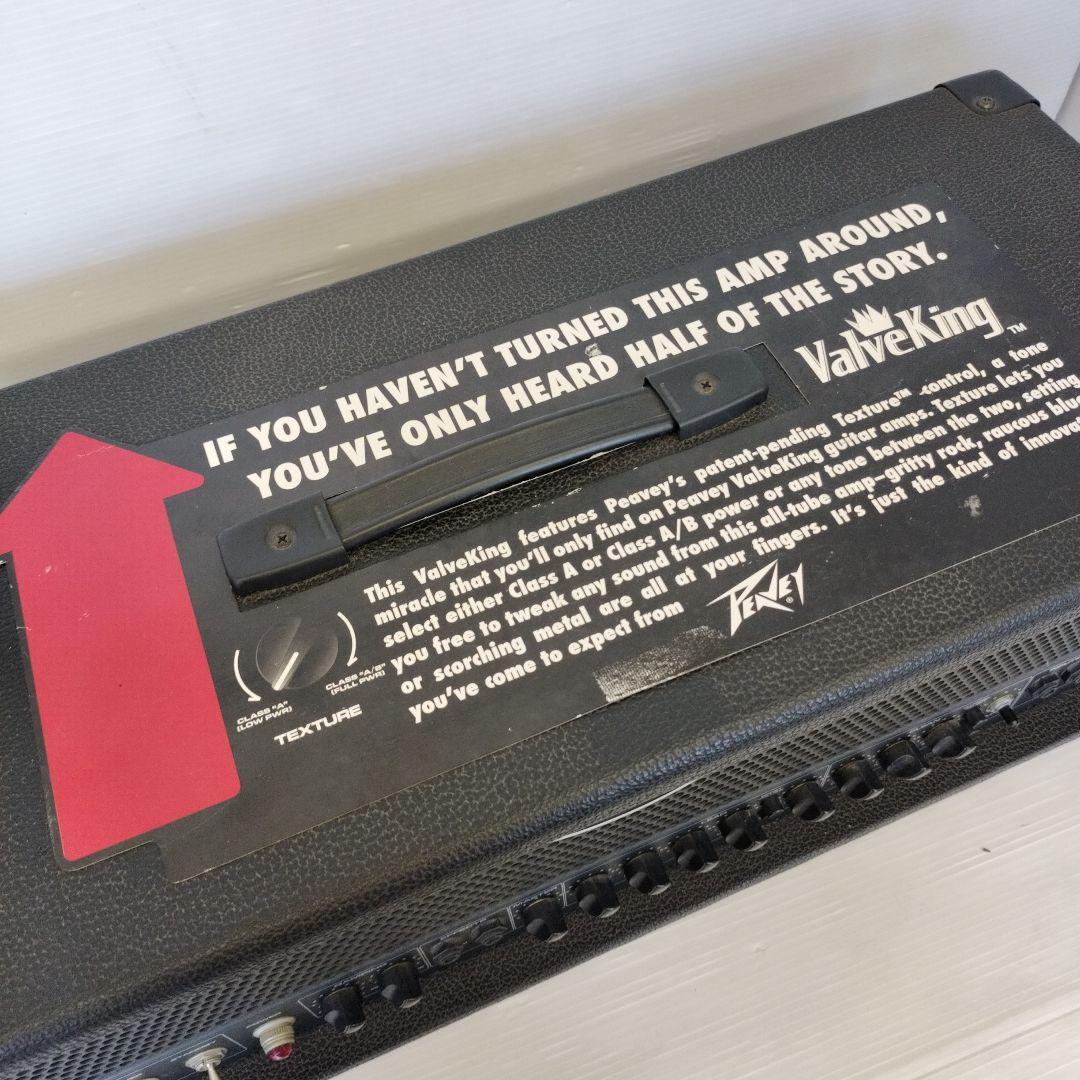 IF YOU HAVEN'T TURNED THIS AMP AROUND,
YOU'VE ONLY HEARD HALF OF THE STORY.
ValveKing™
This ValveKing features Peavey's patent-pending Texture™ control, a tone
miracle that you'll only find on Peavey ValveKing guitar amps. Texture lets you
select either Class A or Class A/B power or any tone between the two, setting
you free to tweak any sound from this all-tube amp–gritty rock, raucous blues
or scorching metal are all at your fingers. It's just the kind of
you've come to expect from
PEAVEY®
CLASS "A/B"
(FULL PWR)
CLASS "A"
(LOW PWR)
TEXTURE